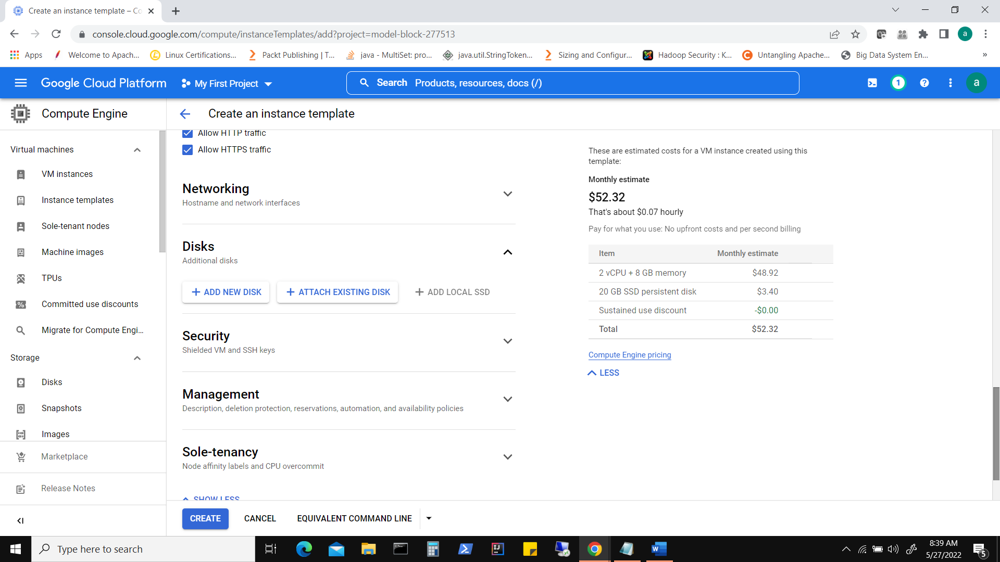 Create an instance template – Co
console.cloud.google.com/compute/instanceTemplates/add?project=model-block-277513
a
Apps
Welcome to Apach...
Linux Certifications...
Packt Publishing | T...
java - MultiSet: pro...
java.util.StringToken...
Sizing and Configur...
Hadoop Security : K...
Untangling Apache...
Big Data System En...
»
Google Cloud Platform
My First Project
Search Products, resources, docs (/)
1
a
Compute Engine
Create an instance template
Virtual machines
VM instances
Instance templates
Sole-tenant nodes
Machine images
TPUs
Committed use discounts
Migrate for Compute Engi...
Storage
Disks
Snapshots
Images
Marketplace
Release Notes
Allow HTTP traffic
Allow HTTPS traffic
Networking
Hostname and network interfaces
Disks
Additional disks
ADD NEW DISK
ATTACH EXISTING DISK
ADD LOCAL SSD
Security
Shielded VM and SSH keys
Management
Description, deletion protection, reservations, automation, and availability policies
Sole-tenancy
Node affinity labels and CPU overcommit
SHOW LESS
CREATE
CANCEL
EQUIVALENT COMMAND LINE
These are estimated costs for a VM instance created using this
template:
Monthly estimate
$52.32
That's about $0.07 hourly
Pay for what you use: No upfront costs and per second billing
Item Monthly estimate
2 vCPU + 8 GB memory $48.92
20 GB SSD persistent disk $3.40
Sustained use discount -$0.00
Total $52.32
Compute Engine pricing
LESS
Type here to search
8:39 AM
5/27/2022
5